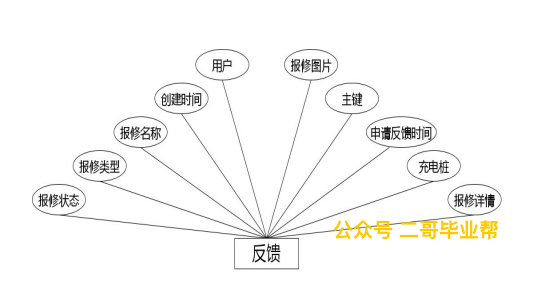 用户
报修图片
创建时间
主键
报修名称
申请反馈时间
报修类型
充电桩
报修状态
报修详情
公众号 二哥毕业帮
反馈